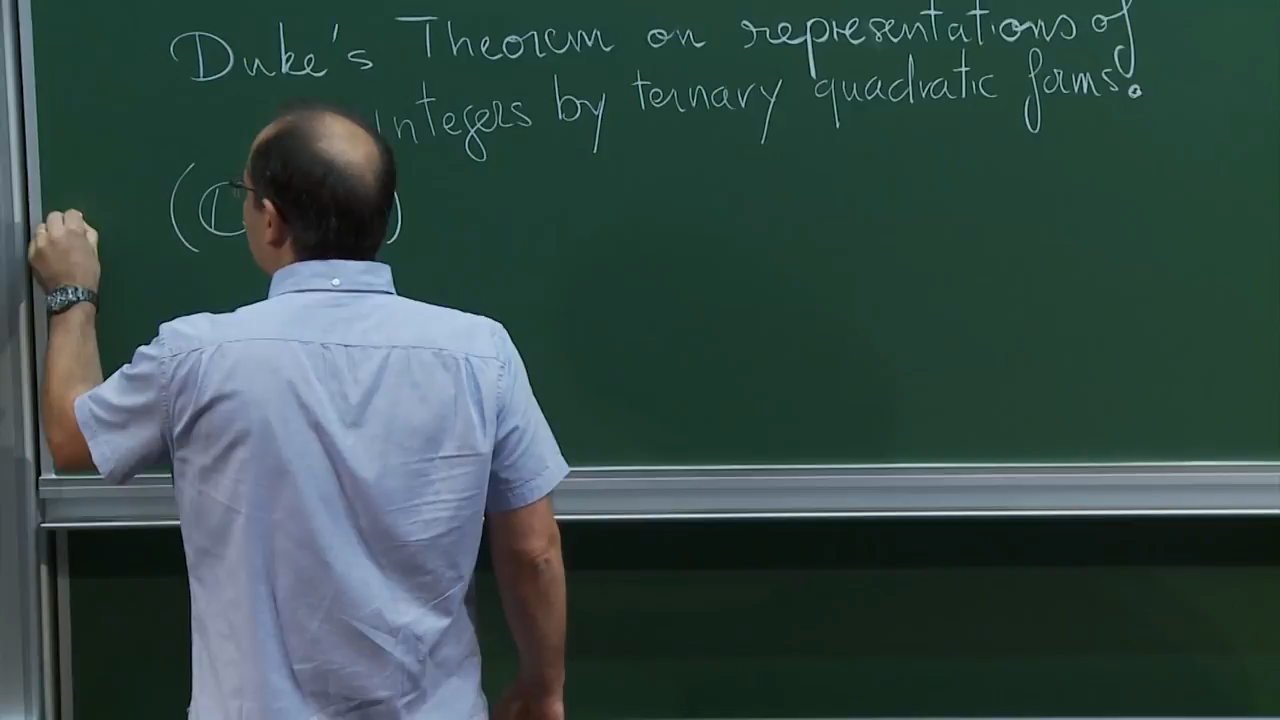 Duke's Theorem on representations of
integers by ternary quadratic forms.